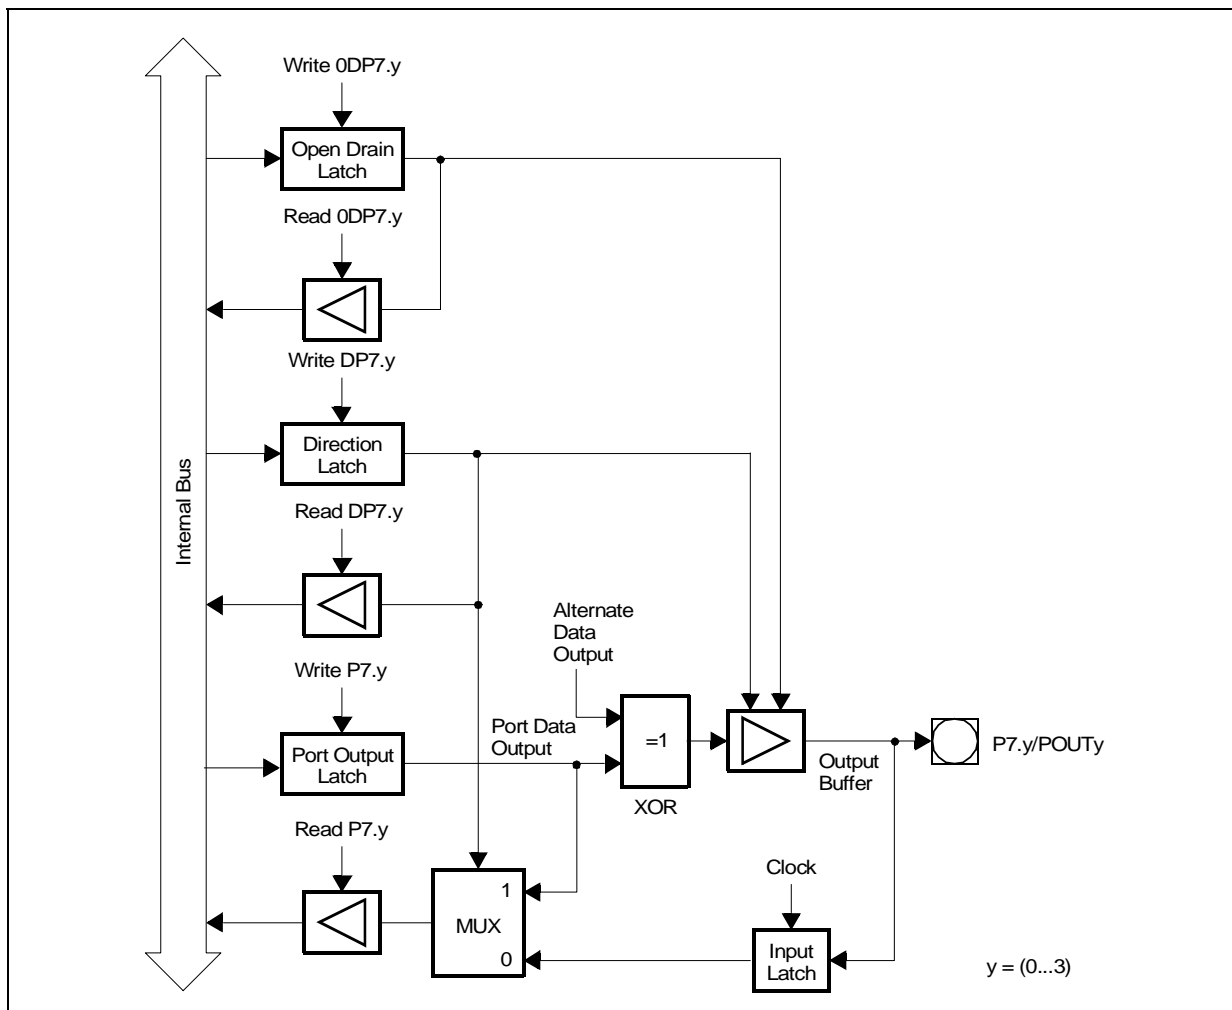 Write 0DP7.y
Open Drain
Latch
Read 0DP7.y
Write DP7.y
Direction
Latch
Internal Bus
Read DP7.y
Alternate
Data
Output
Write P7.y
Port Data
Output
=1
Port Output
Latch
P7.y/POUTy
Output
Buffer
XOR
Read P7.y
Clock
1
MUX
0
Input
Latch
y = (0...3)